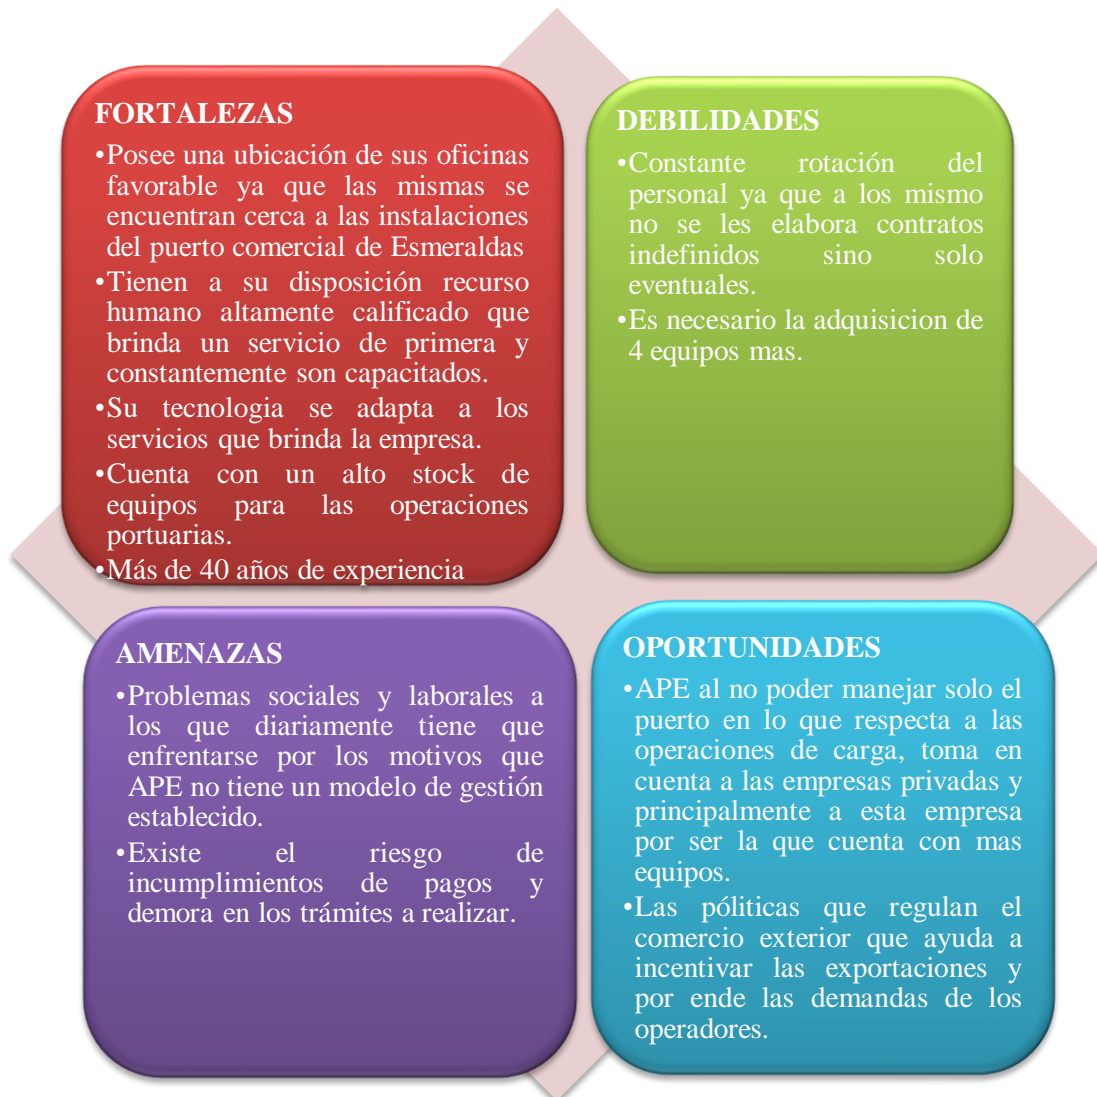 FORTALEZAS
•Posee una ubicación de sus oficinas
favorable ya que las mismas se
encuentran cerca a las instalaciones
del puerto comercial de Esmeraldas
•Tienen a su disposición recurso
humano altamente calificado que
brinda un servicio de primera y
constantemente son capacitados.
•Su tecnologia se adapta a los
servicios que brinda la empresa.
•Cuenta con un alto stock de
equipos para las operaciones
portuarias.
•Más de 40 años de experiencia
DEBILIDADES
•Constante rotación del
personal ya que a los mismo
no se les elabora contratos
indefinidos sino solo
eventuales.
•Es necesario la adquisicion de
4 equipos mas.
AMENAZAS
•Problemas sociales y laborales a
los que diariamente tiene que
enfrentarse por los motivos que
APE no tiene un modelo de gestión
establecido.
•Existe el riesgo de
incumplimientos de pagos y
demora en los trámites a realizar.
OPORTUNIDADES
•APE al no poder manejar solo el
puerto en lo que respecta a las
operaciones de carga, toma en
cuenta a las empresas privadas y
principalmente a esta empresa
por ser la que cuenta con mas
equipos.
•Las póliticas que regulan el
comercio exterior que ayuda a
incentivar las exportaciones y
por ende las demandas de los
operadores.